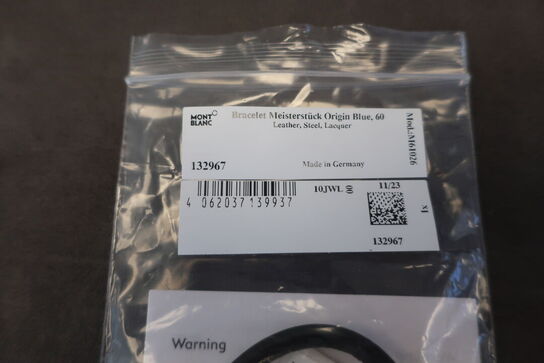 MONT
BLANC
Bracelet Meisterstück Origin Blue, 60
Leather, Steel, Lacquer
132967
Made in Germany
Mod:M61026
4 062037 139937
10JWL
11/23
1x
132967
Warning